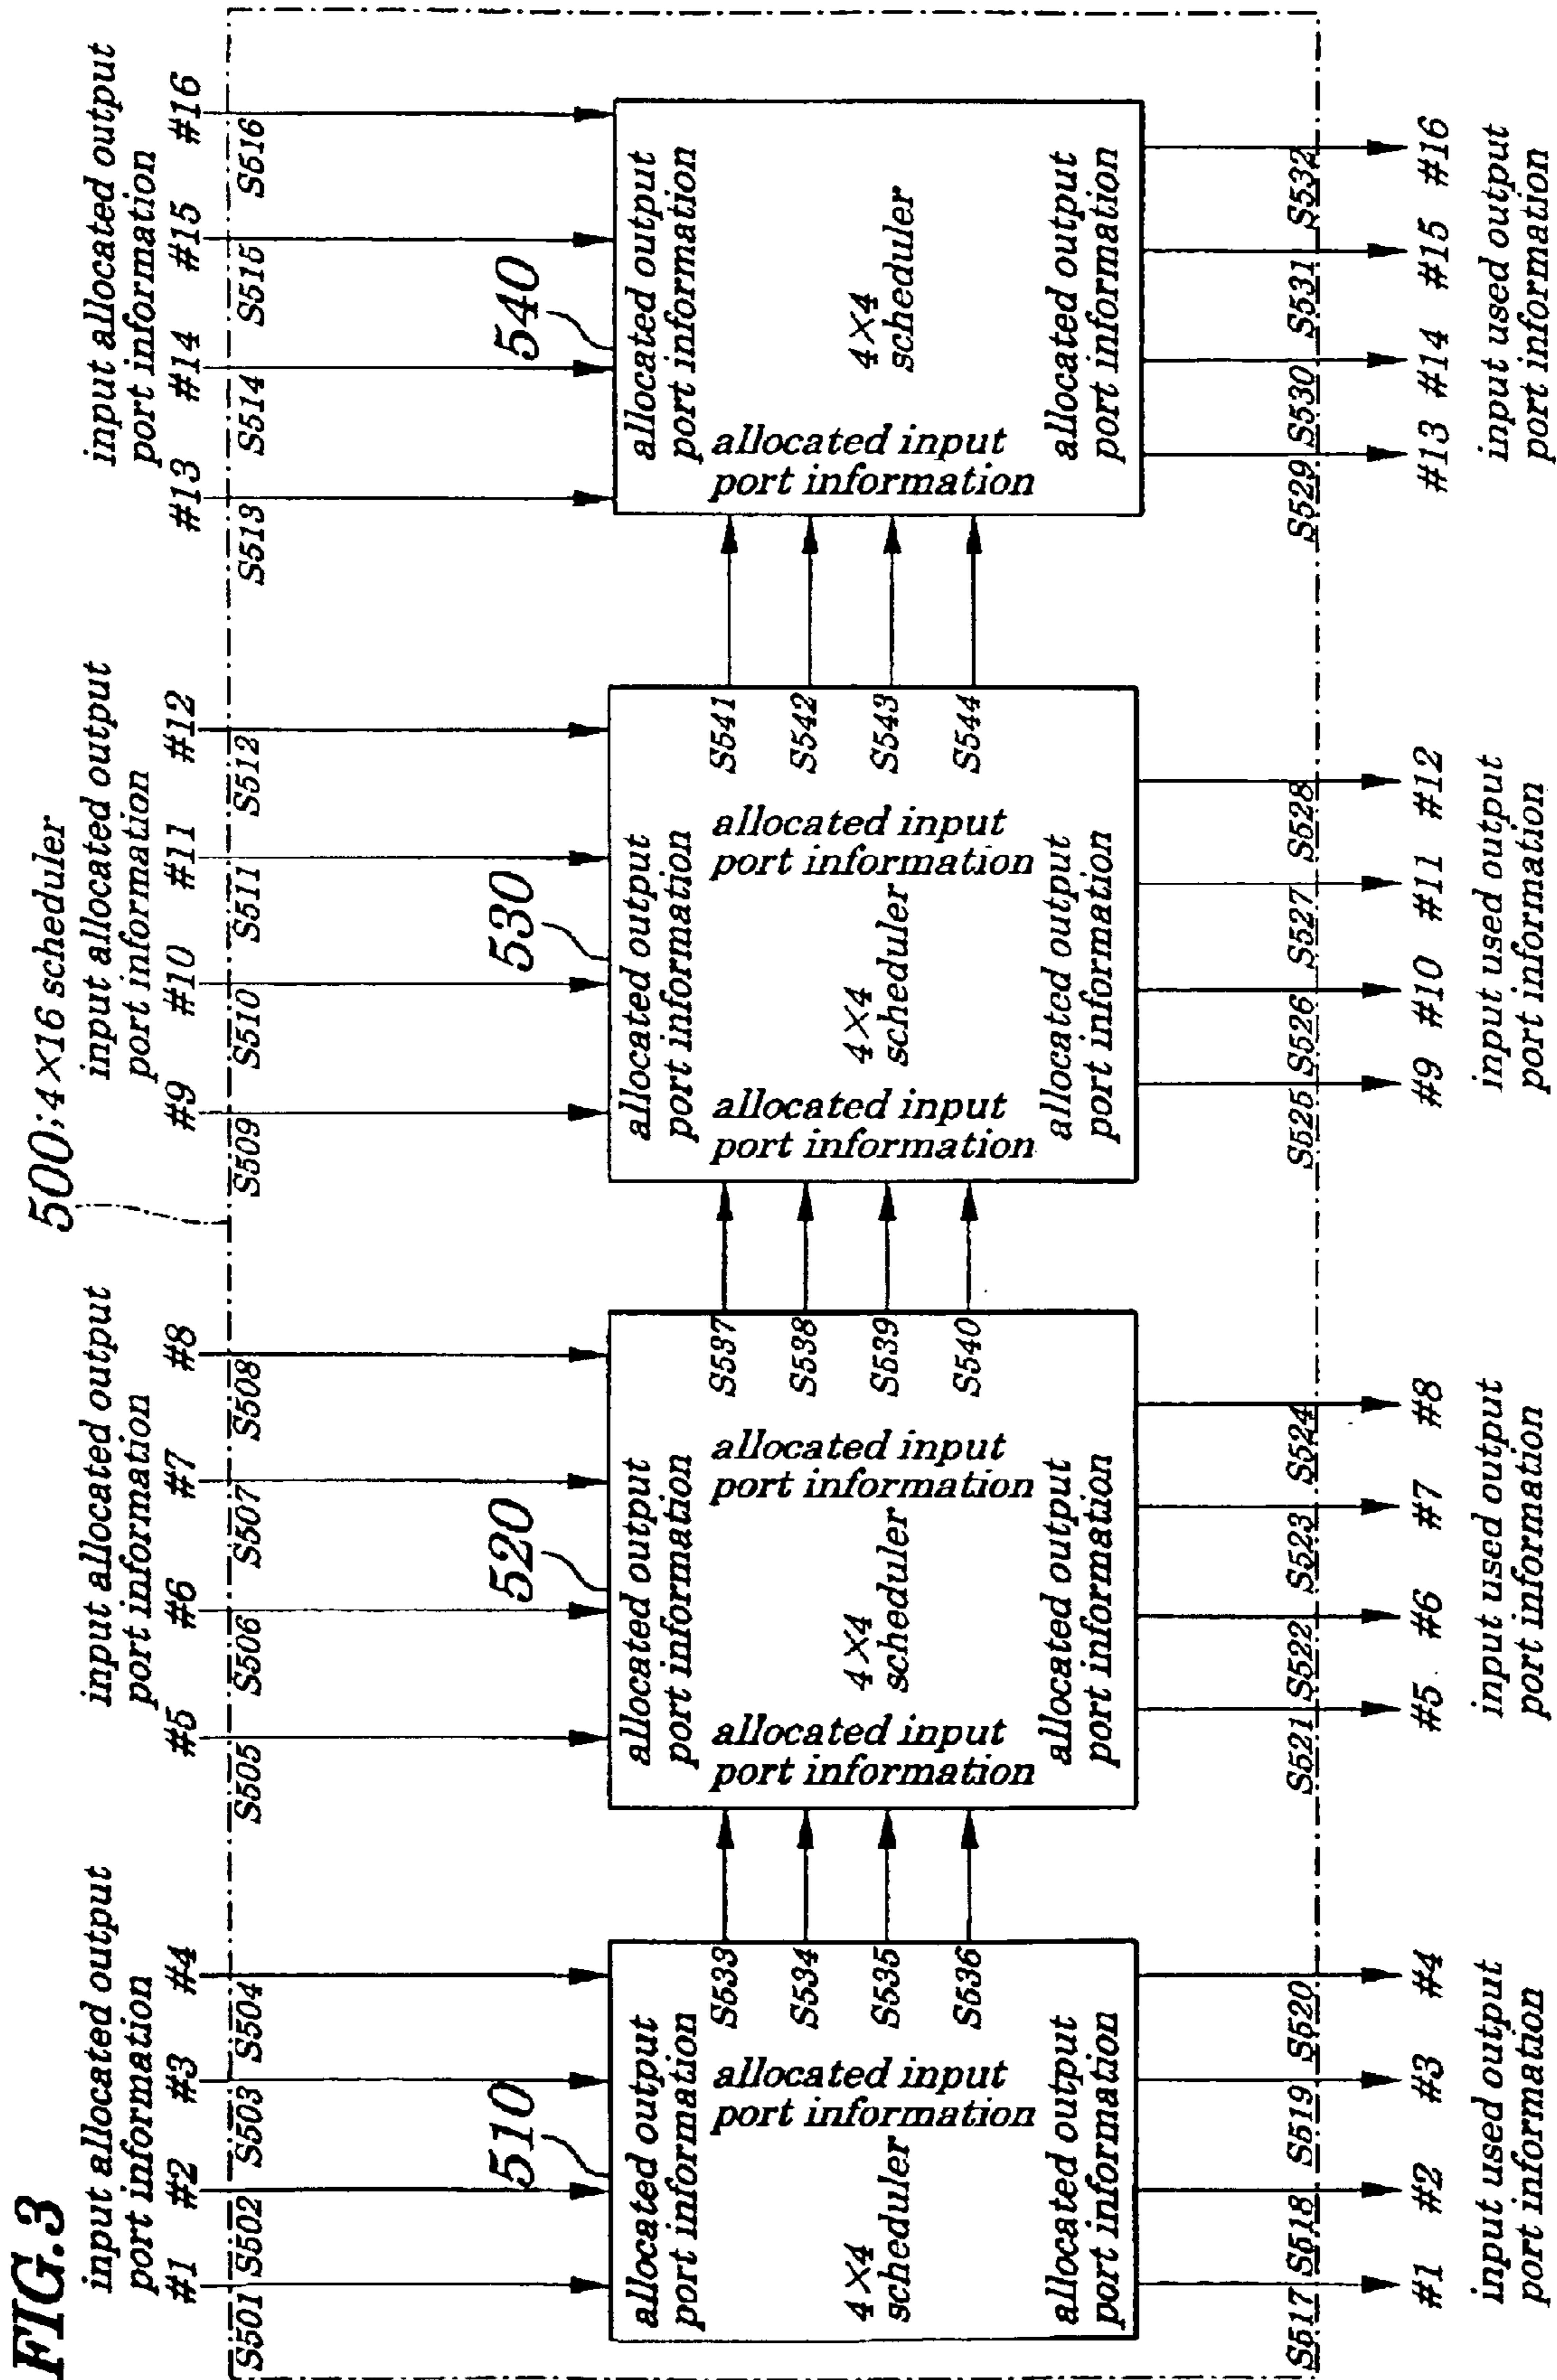 FIG.3
500;4×16 scheduler
input allocated output
port information
#1 #2 #3 #4
S501 S502 S503 S504
input allocated output
port information
#5 #6 #7 #8
S505 S506 S507 S508
input allocated output
port information
#9 #10 #11 #12
S509 S510 S511 S512
input allocated output
port information
#13 #14 #15 #16
S513 S514 S515 S516
510
allocated output
port information
4×4
scheduler
allocated input
port information
S533
S534
S535
S536
allocated output
port information
520
allocated output
port information
allocated input
port information
4×4
scheduler
allocated input
port information
S537
S538
S539
S540
allocated output
port information
530
allocated output
port information
allocated input
port information
4×4
scheduler
allocated input
port information
S541
S542
S543
S544
allocated output
port information
540
allocated output
port information
allocated input
port information
4×4
scheduler
allocated output
port information
S517 S518 S519 S520
#1 #2 #3 #4
input used output
port information
S521 S522 S523 S524
#5 #6 #7 #8
input used output
port information
S525 S526 S527 S528
#9 #10 #11 #12
input used output
port information
S529 S530 S531 S532
#13 #14 #15 #16
input used output
port information